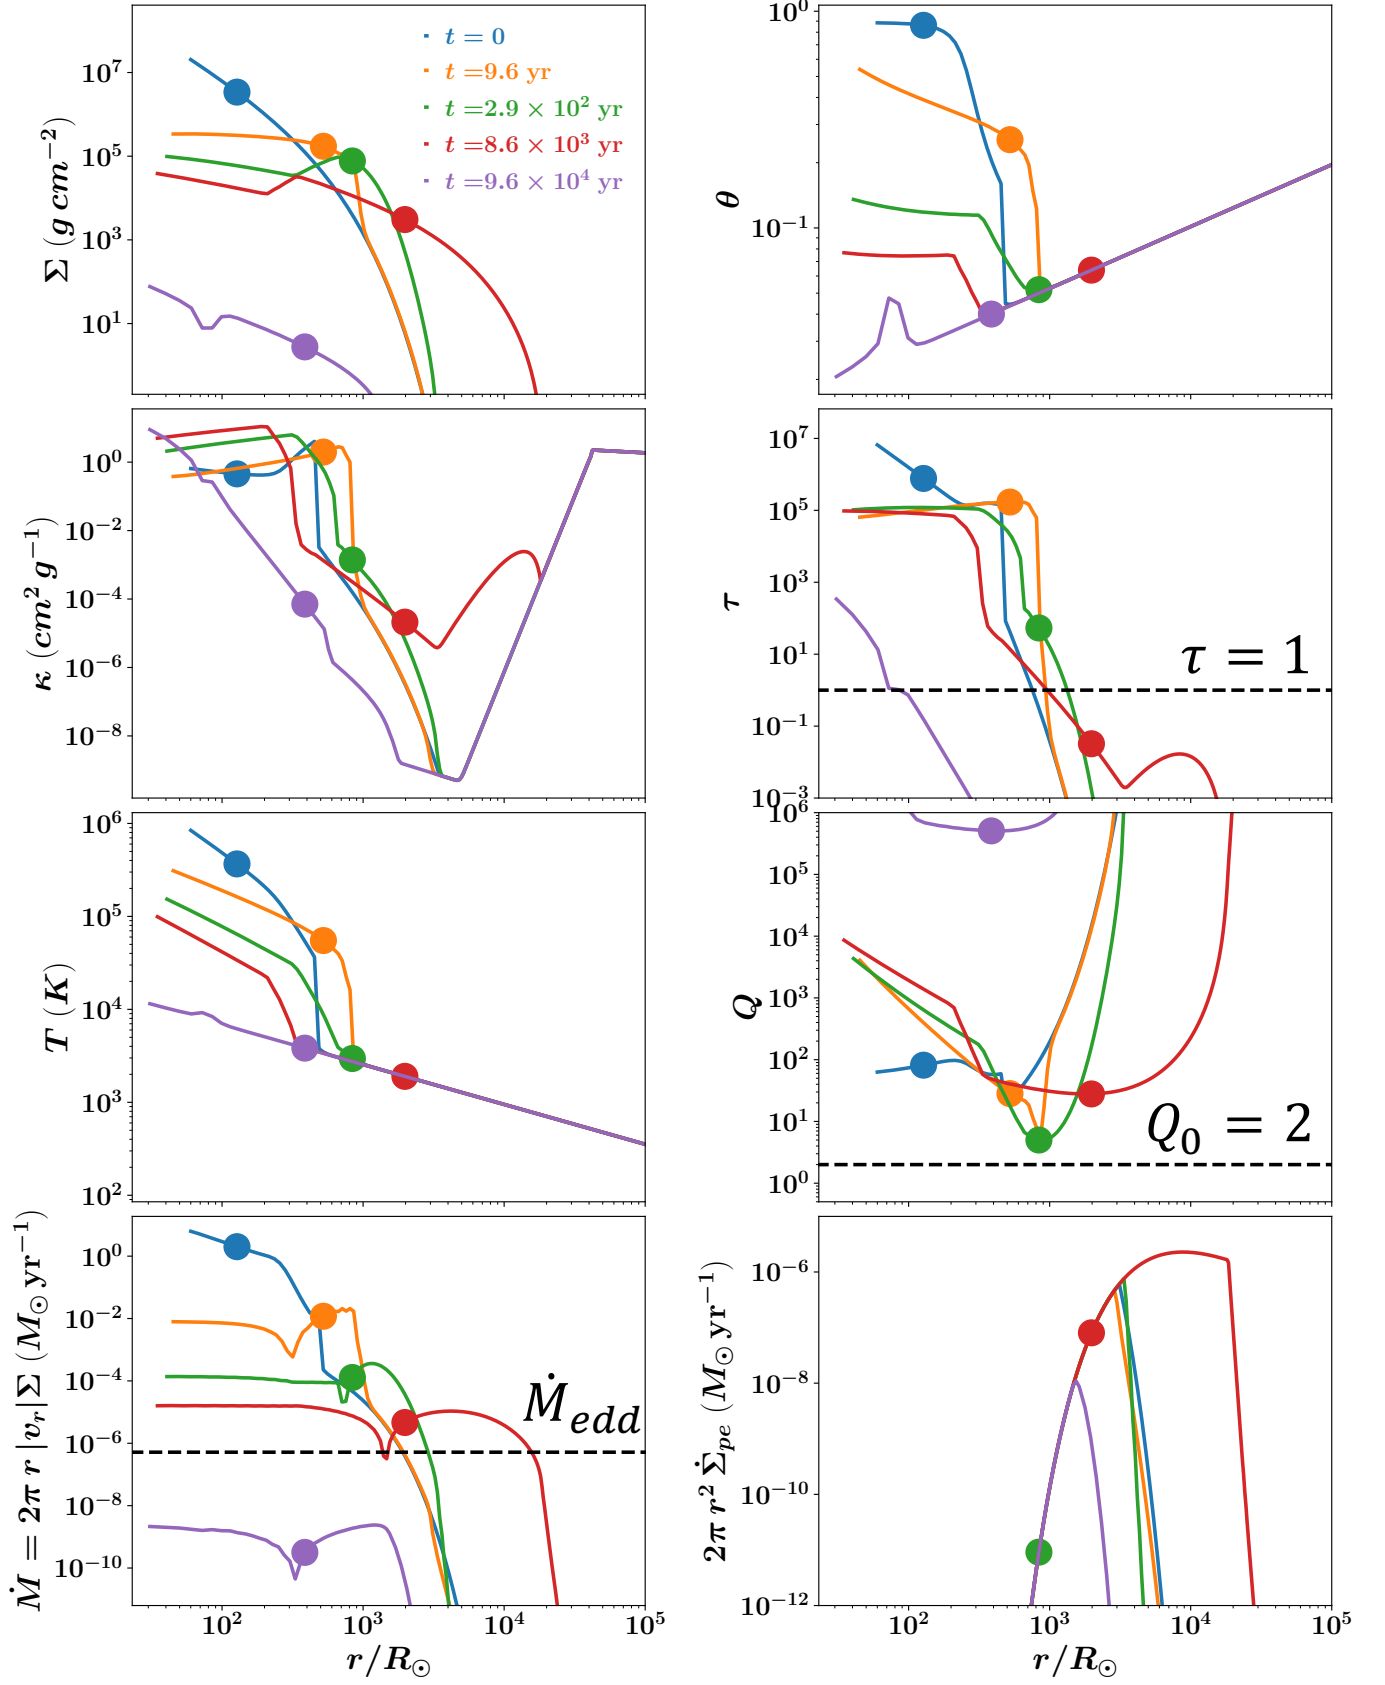 10⁷
10⁵
10³
10¹
Σ (g cm⁻²)
t = 0
t =9.6 yr
t =2.9 × 10² yr
t =8.6 × 10³ yr
t =9.6 × 10⁴ yr
10⁰
10⁻¹
θ
10⁰
10⁻²
10⁻⁴
10⁻⁶
10⁻⁸
κ (cm² g⁻¹)
10⁷
10⁵
10³
10¹
10⁻¹
10⁻³
τ
τ = 1
10⁶
10⁵
10⁴
10³
10²
T (K)
10⁶
10⁵
10⁴
10³
10²
10¹
10⁰
Q
Q₀ = 2
10⁰
10⁻²
10⁻⁴
10⁻⁶
10⁻⁸
10⁻¹⁰
Ṁ = 2π r |v_r|Σ (M⊙ yr⁻¹)
Ṁ_edd
10² 10³ 10⁴ 10⁵
r/R⊙
10⁻⁶
10⁻⁸
10⁻¹⁰
10⁻¹²
2π r² Σ̇_pe (M⊙ yr⁻¹)
10² 10³ 10⁴ 10⁵
r/R⊙